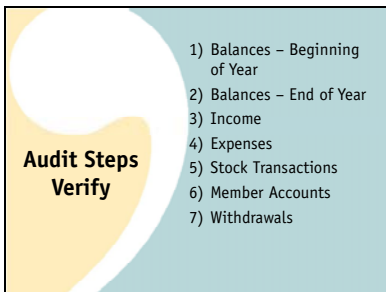 Audit Steps
Verify
1) Balances – Beginning
of Year
2) Balances – End of Year
3) Income
4) Expenses
5) Stock Transactions
6) Member Accounts
7) Withdrawals